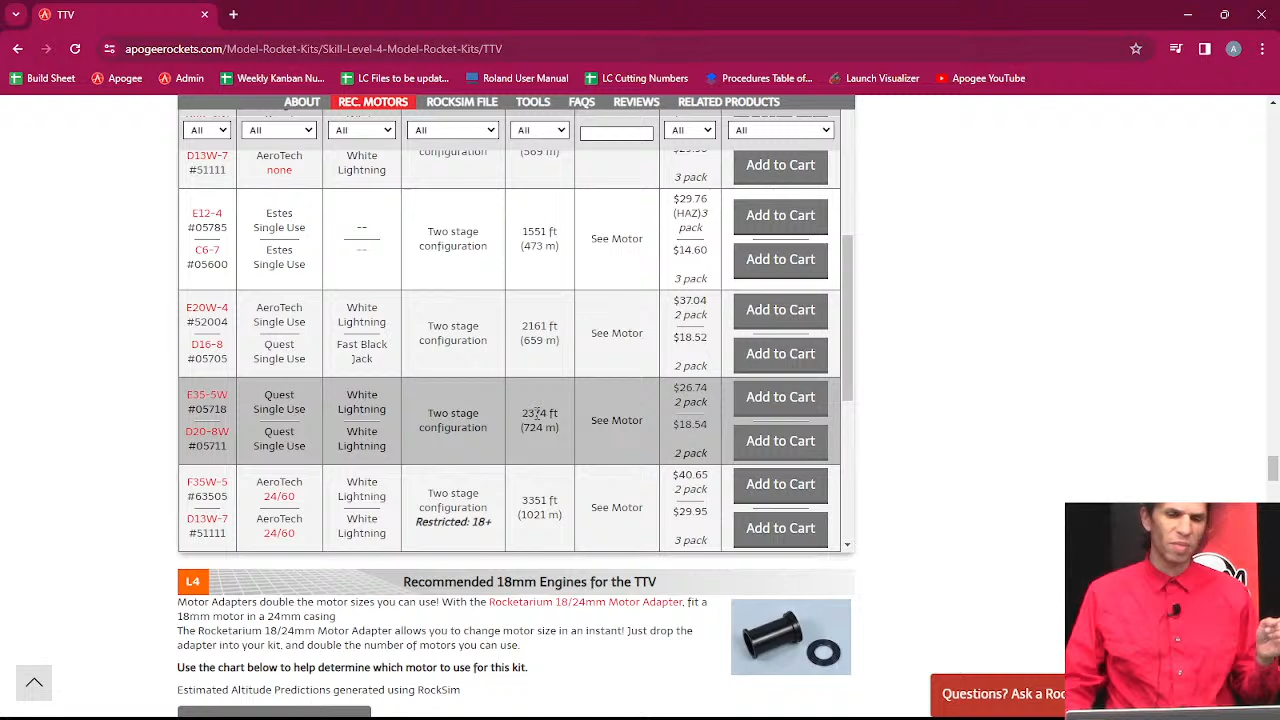 TTV
apogeerockets.com/Model-Rocket-Kits/Skill-Level-4-Model-Rocket-Kits/TTV
A
Build Sheet
Apogee
Admin
Weekly Kanban Nu...
LC Files to be updat...
Roland User Manual
LC Cutting Numbers
Procedures Table of...
Launch Visualizer
Apogee YouTube
ABOUT
REC. MOTORS
ROCKSIM FILE
TOOLS
FAQS
REVIEWS
RELATED PRODUCTS
All
All
All
All
All
All
All
D13W-7
#51111
AeroTech
none
White
Lightning
configuration
(569 m)
3 pack
Add to Cart
E12-4
#05785
C6-7
#05600
Estes
Single Use
Estes
Single Use
--
--
Two stage
configuration
1551 ft
(473 m)
See Motor
$29.76
(HAZ)3
pack
$14.60
3 pack
Add to Cart
Add to Cart
E20W-4
#52004
D16-8
#05705
AeroTech
Single Use
Quest
Single Use
White
Lightning
Fast Black
Jack
Two stage
configuration
2161 ft
(659 m)
See Motor
$37.04
2 pack
$18.52
2 pack
Add to Cart
Add to Cart
E35-5W
#05718
D20-8W
#05711
Quest
Single Use
Quest
Single Use
White
Lightning
White
Lightning
Two stage
configuration
2374 ft
(724 m)
See Motor
$26.74
2 pack
$18.54
2 pack
Add to Cart
Add to Cart
F35W-5
#63505
D13W-7
#51111
AeroTech
24/60
AeroTech
24/60
White
Lightning
White
Lightning
Two stage
configuration
Restricted: 18+
3351 ft
(1021 m)
See Motor
$40.65
2 pack
$29.95
3 pack
Add to Cart
Add to Cart
L4
Recommended 18mm Engines for the TTV
Motor Adapters double the motor sizes you can use! With the Rocketarium 18/24mm Motor Adapter, fit a
18mm motor in a 24mm casing
The Rocketarium 18/24mm Motor Adapter allows you to change motor size in an instant! Just drop the
adapter into your kit, and double the number of motors you can use.
Use the chart below to help determine which motor to use for this kit.
Estimated Altitude Predictions generated using RockSim
Questions? Ask a Roc